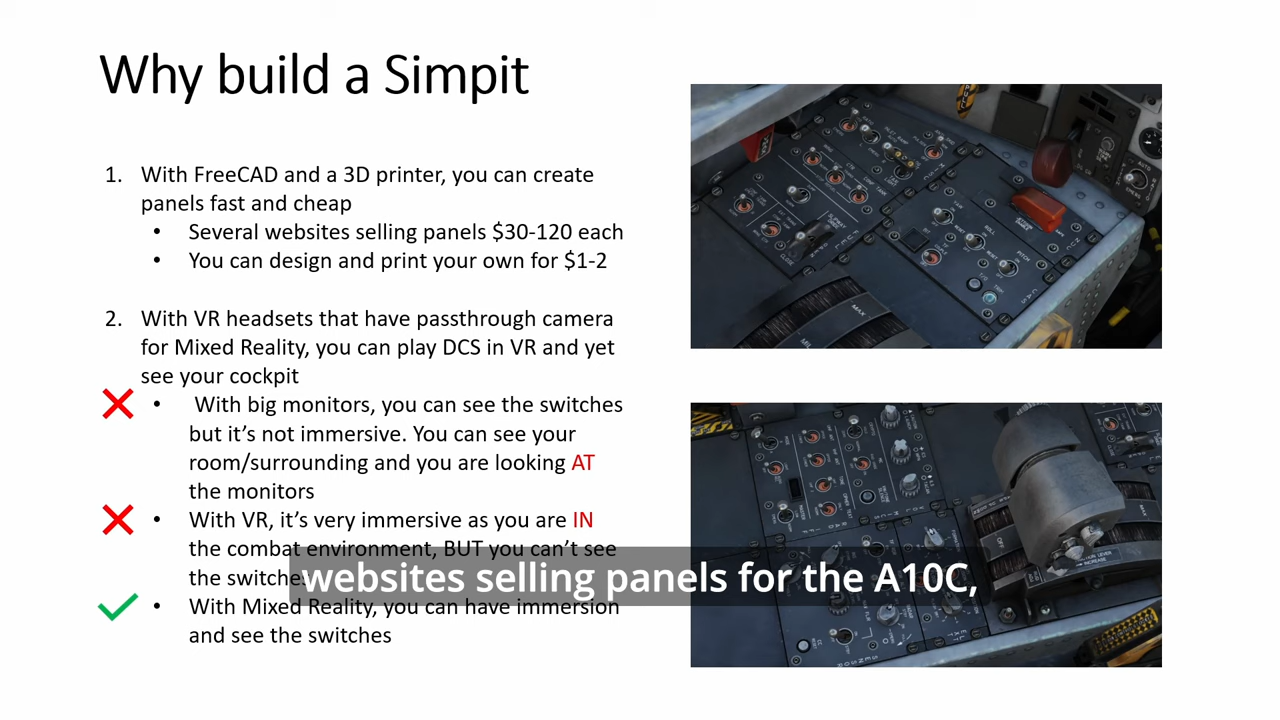 Why build a Simpit
1. With FreeCAD and a 3D printer, you can create
panels fast and cheap
• Several websites selling panels $30-120 each
• You can design and print your own for $1-2
2. With VR headsets that have passthrough camera
for Mixed Reality, you can play DCS in VR and yet
see your cockpit
• With big monitors, you can see the switches
but it’s not immersive. You can see your
room/surrounding and you are looking AT
the monitors
• With VR, it’s very immersive as you are IN
the combat environment, BUT you can’t see
the switches
• With Mixed Reality, you can have immersion
and see the switches
websites selling panels for the A10C,
MAX
OFF